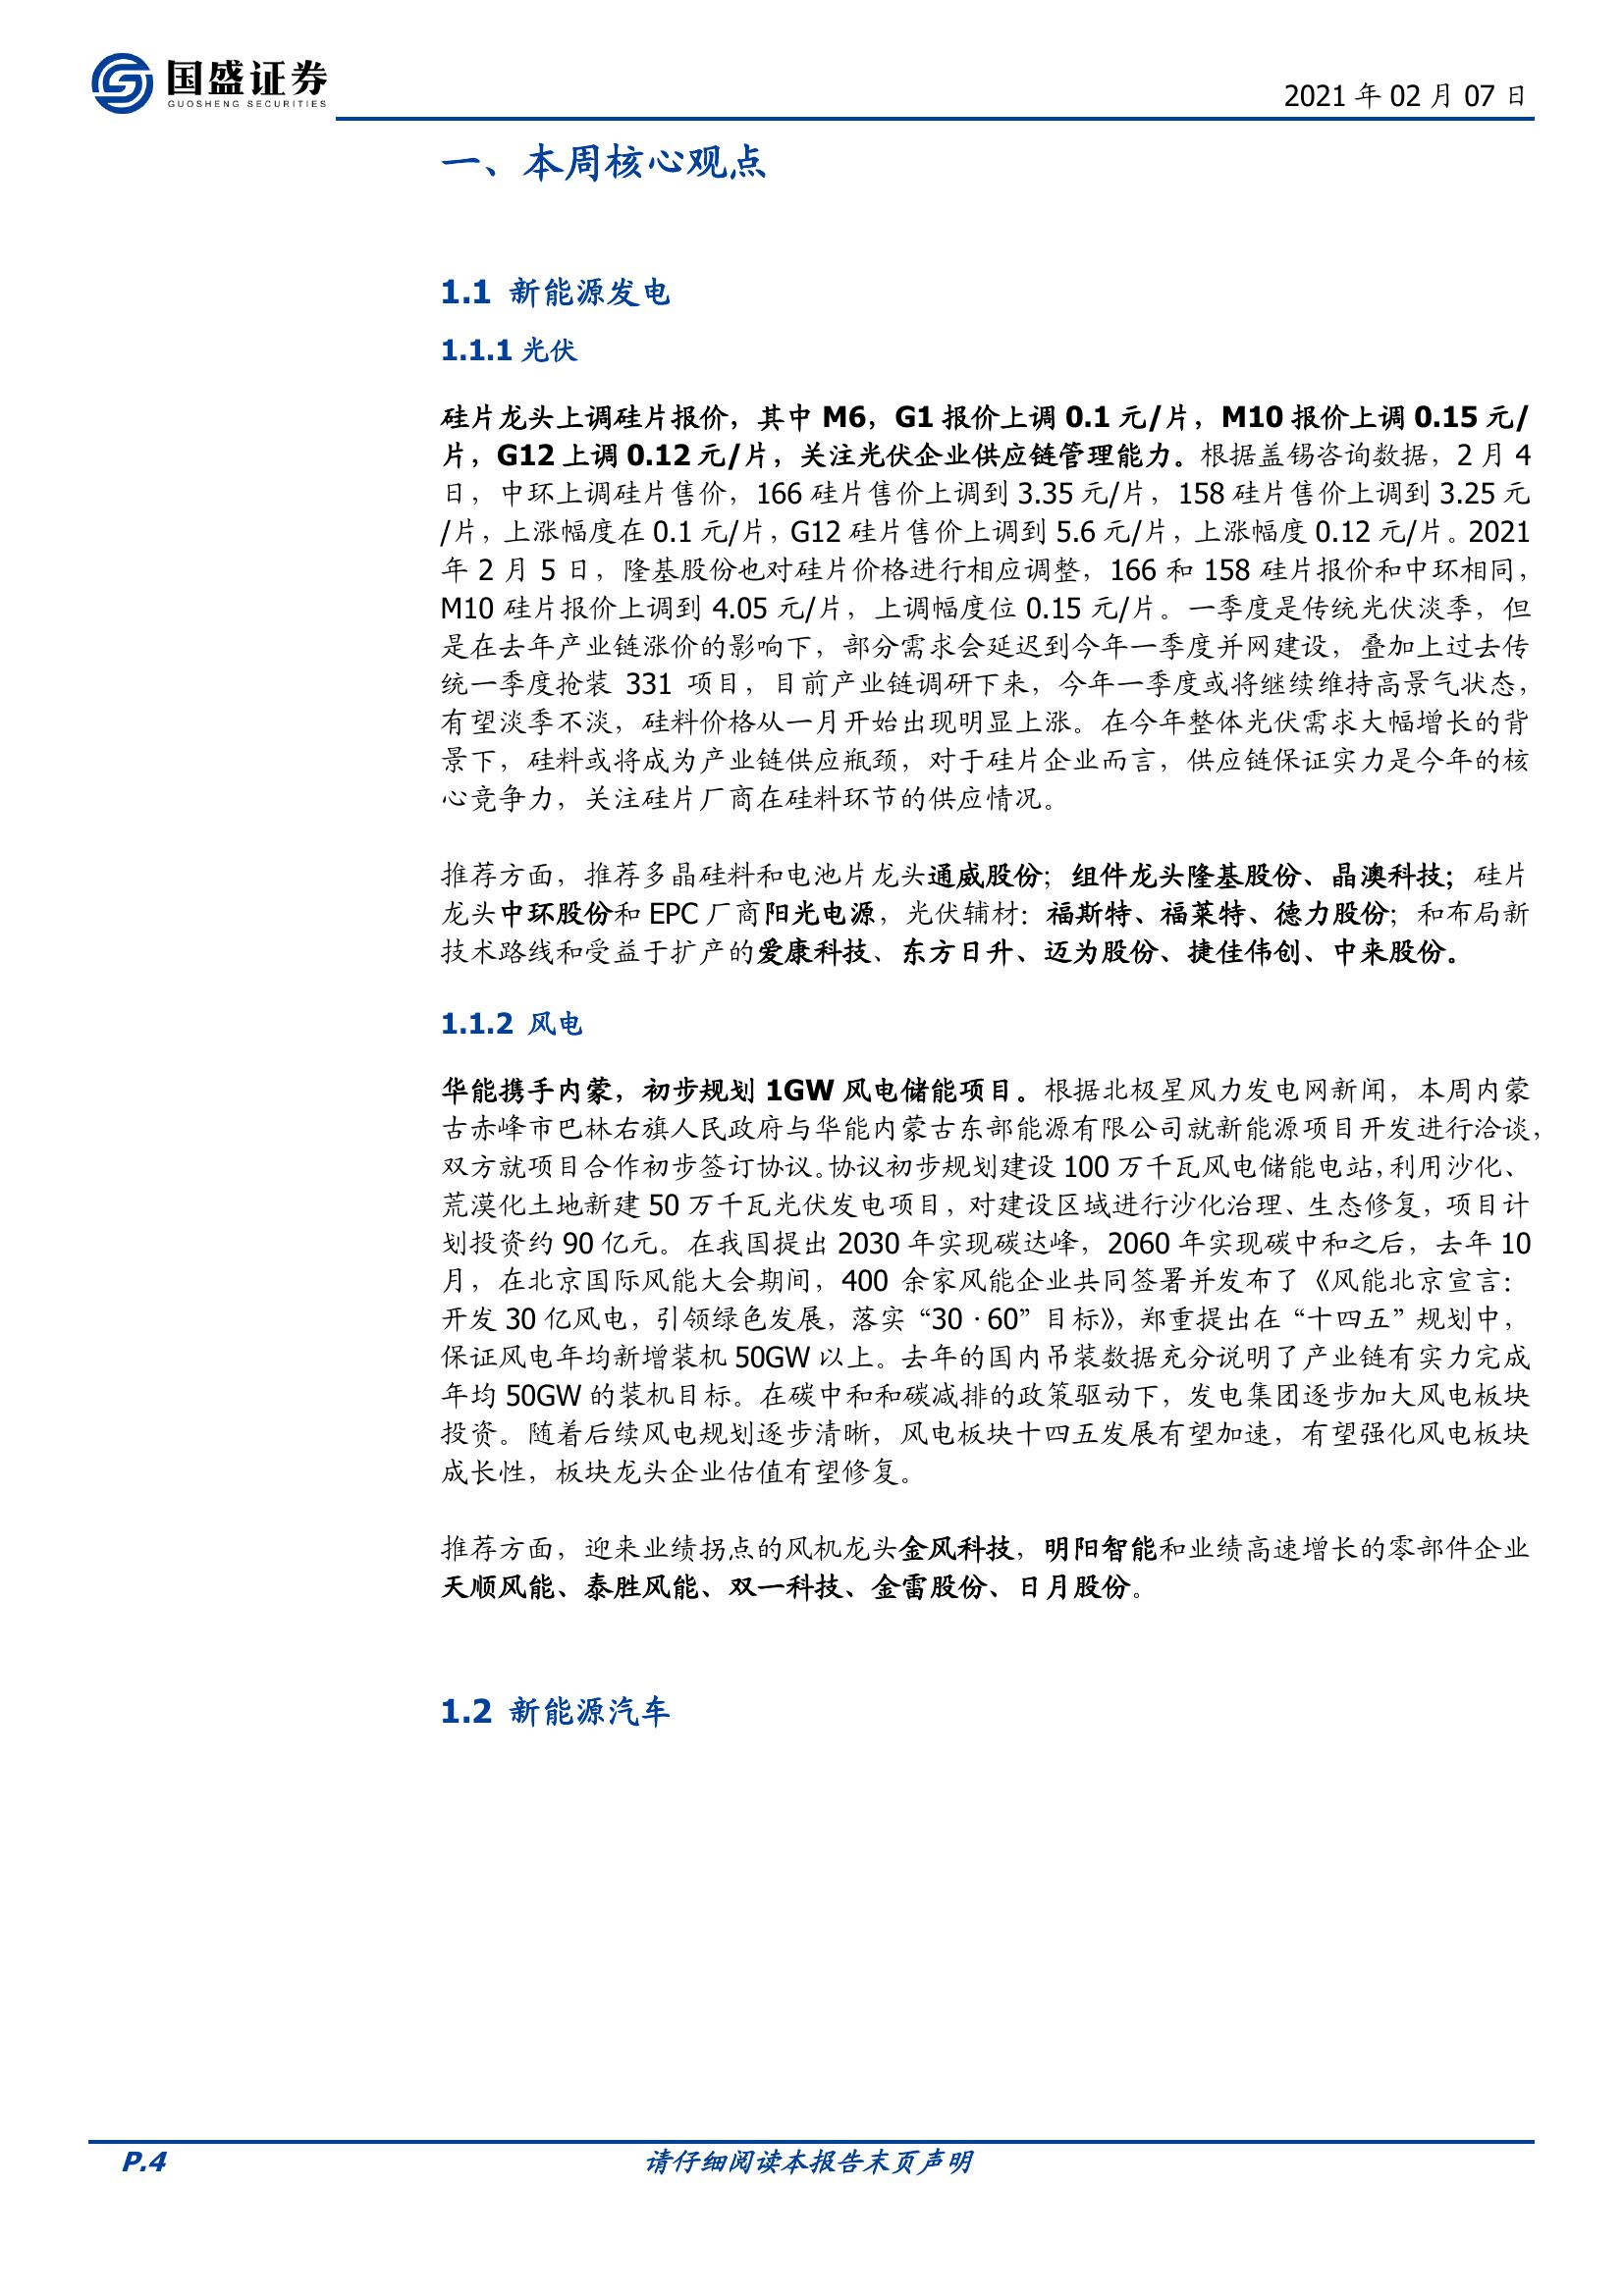 国盛证券
GUOSHENG SECURITIES
2021 年 02 月 07 日
一、本周核心观点
1.1 新能源发电
1.1.1 光伏
硅片龙头上调硅片报价，其中 M6，G1 报价上调 0.1 元/片，M10 报价上调 0.15 元/
片，G12 上调 0.12 元/片，关注光伏企业供应链管理能力。根据盖锡咨询数据，2 月 4
日，中环上调硅片售价，166 硅片售价上调到 3.35 元/片，158 硅片售价上调到 3.25 元
/片，上涨幅度在 0.1 元/片，G12 硅片售价上调到 5.6 元/片，上涨幅度 0.12 元/片。2021
年 2 月 5 日，隆基股份也对硅片价格进行相应调整，166 和 158 硅片报价和中环相同，
M10 硅片报价上调到 4.05 元/片，上调幅度位 0.15 元/片。一季度是传统光伏淡季，但
是在去年产业链涨价的影响下，部分需求会延迟到今年一季度并网建设，叠加上过去传
统一季度抢装 331 项目，目前产业链调研下来，今年一季度或将继续维持高景气状态，
有望淡季不淡，硅料价格从一月开始出现明显上涨。在今年整体光伏需求大幅增长的背
景下，硅料或将成为产业链供应瓶颈，对于硅片企业而言，供应链保证实力是今年的核
心竞争力，关注硅片厂商在硅料环节的供应情况。
推荐方面，推荐多晶硅料和电池片龙头通威股份；组件龙头隆基股份、晶澳科技；硅片
龙头中环股份和 EPC 厂商阳光电源，光伏辅材：福斯特、福莱特、德力股份；和布局新
技术路线和受益于扩产的爱康科技、东方日升、迈为股份、捷佳伟创、中来股份。
1.1.2 风电
华能携手内蒙，初步规划 1GW 风电储能项目。根据北极星风力发电网新闻，本周内蒙
古赤峰市巴林右旗人民政府与华能内蒙古东部能源有限公司就新能源项目开发进行洽谈，
双方就项目合作初步签订协议。协议初步规划建设 100 万千瓦风电储能电站，利用沙化、
荒漠化土地新建 50 万千瓦光伏发电项目，对建设区域进行沙化治理、生态修复，项目计
划投资约 90 亿元。在我国提出 2030 年实现碳达峰，2060 年实现碳中和之后，去年 10
月，在北京国际风能大会期间，400 余家风能企业共同签署并发布了《风能北京宣言：
开发 30 亿风电，引领绿色发展，落实“30·60”目标》，郑重提出在“十四五”规划中，
保证风电年均新增装机 50GW 以上。去年的国内吊装数据充分说明了产业链有实力完成
年均 50GW 的装机目标。在碳中和和碳减排的政策驱动下，发电集团逐步加大风电板块
投资。随着后续风电规划逐步清晰，风电板块十四五发展有望加速，有望强化风电板块
成长性，板块龙头企业估值有望修复。
推荐方面，迎来业绩拐点的风机龙头金风科技，明阳智能和业绩高速增长的零部件企业
天顺风能、泰胜风能、双一科技、金雷股份、日月股份。
1.2 新能源汽车
P.4
请仔细阅读本报告末页声明